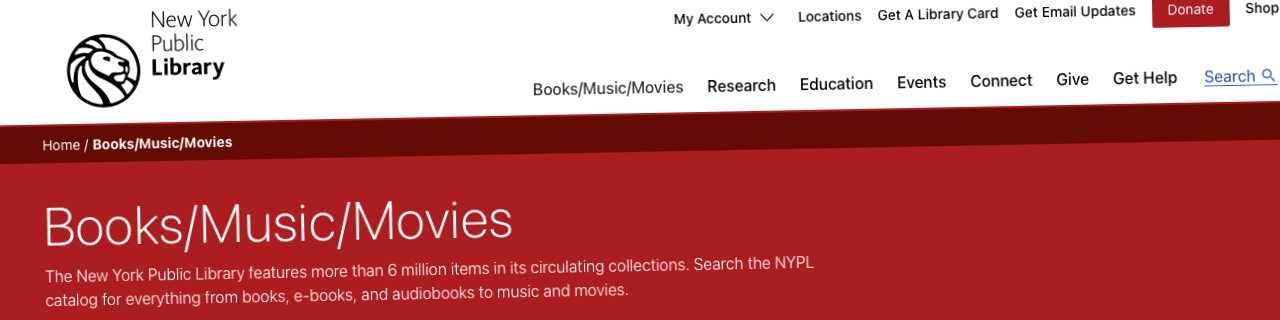 New York
Public
Library
My Account Locations Get A Library Card Get Email Updates Donate Shop
Books/Music/Movies Research Education Events Connect Give Get Help Search
Home / Books/Music/Movies
Books/Music/Movies
The New York Public Library features more than 6 million items in its circulating collections. Search the NYPL
catalog for everything from books, e-books, and audiobooks to music and movies.